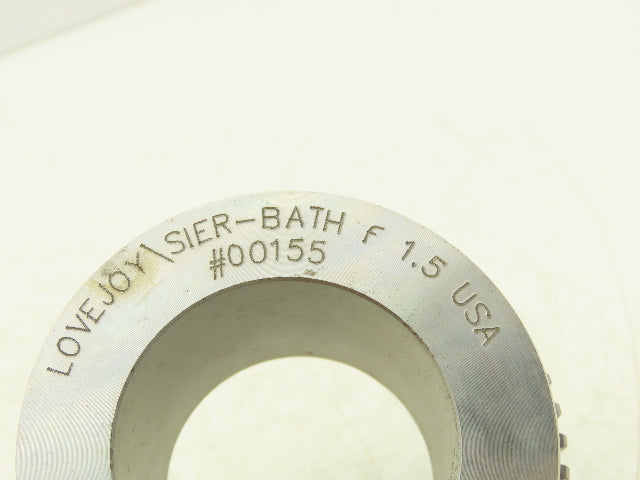 LOVEJOY\SIER-BATH F 1.5 USA
#00155